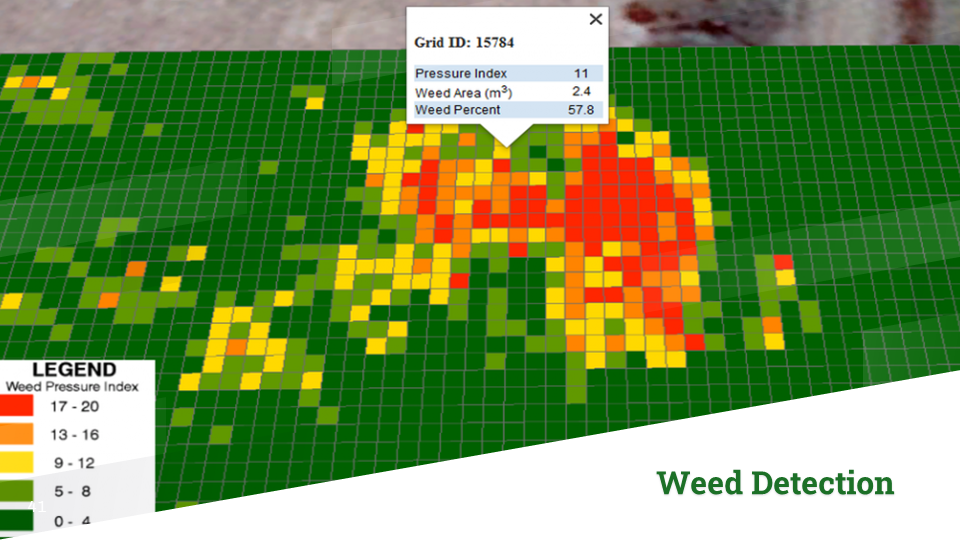 Grid ID: 15784
Pressure Index 11
Weed Area (m³) 2.4
Weed Percent 57.8
LEGEND
Weed Pressure Index
17 - 20
13 - 16
9 - 12
5 - 8
0 - 4
Weed Detection